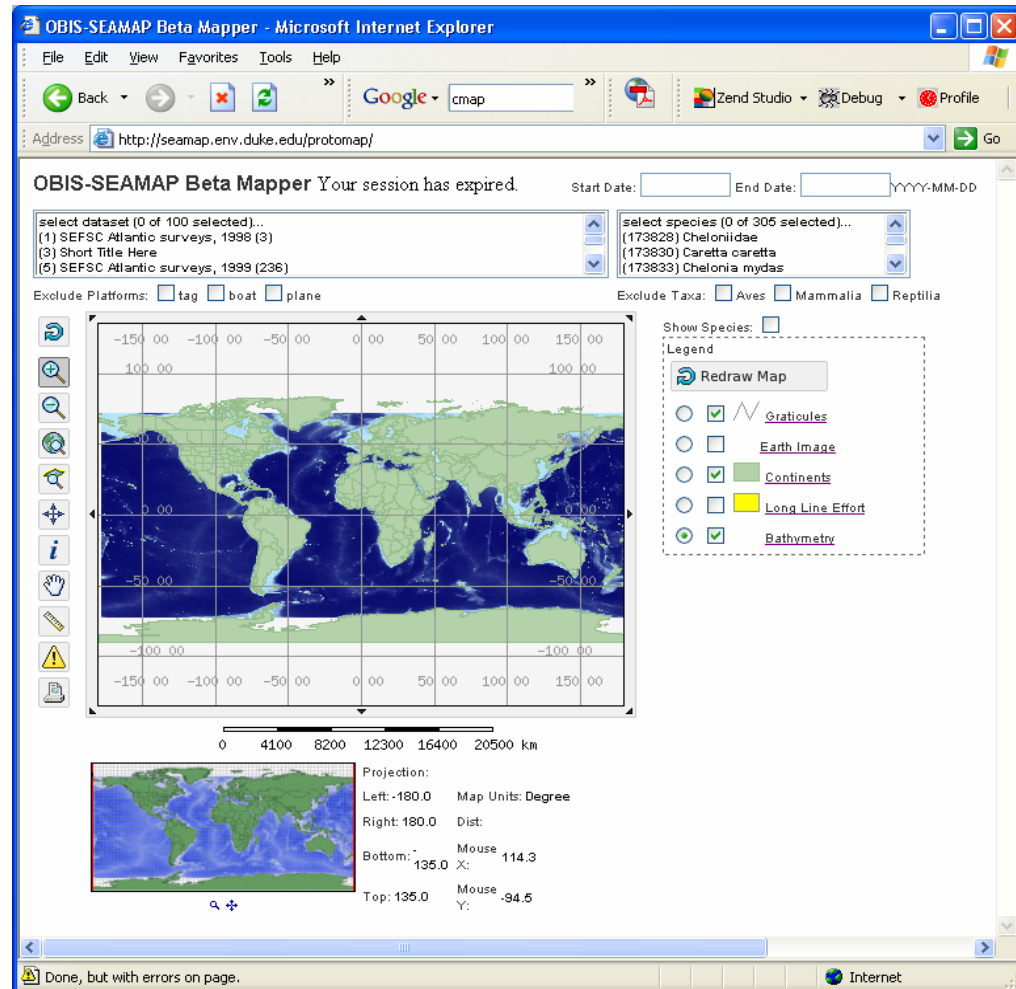 OBIS-SEAMAP Beta Mapper - Microsoft Internet Explorer
File Edit View Favorites Tools Help
Back » Google cmap » Zend Studio Debug Profile
Address http://seamap.env.duke.edu/protomap/ Go
OBIS-SEAMAP Beta Mapper Your session has expired. Start Date: End Date: YYYY-MM-DD
select dataset (0 of 100 selected)...
(1) SEFSC Atlantic surveys, 1998 (3)
(3) Short Title Here
(5) SEFSC Atlantic surveys, 1999 (236)
select species (0 of 305 selected)...
(173828) Cheloniidae
(173830) Caretta caretta
(173833) Chelonia mydas
Exclude Platforms: tag boat plane
Exclude Taxa: Aves Mammalia Reptilia
-150 00 -100 00 -50 00 0 00 50 00 100 00 150 00
100 00 100 00
0 00 0 00
-50 00 -50 00
-100 00 -100 00
-150 00 -100 00 -50 00 0 00 50 00 100 00 150 00
Show Species:
Legend
Redraw Map
Graticules
Earth Image
Continents
Long Line Effort
Bathymetry
i
0 4100 8200 12300 16400 20500 km
Projection:
Left: -180.0 Map Units: Degree
Right: 180.0 Dist:
Bottom: -135.0 Mouse X: 114.3
Top: 135.0 Mouse Y: -94.5
Done, but with errors on page. Internet